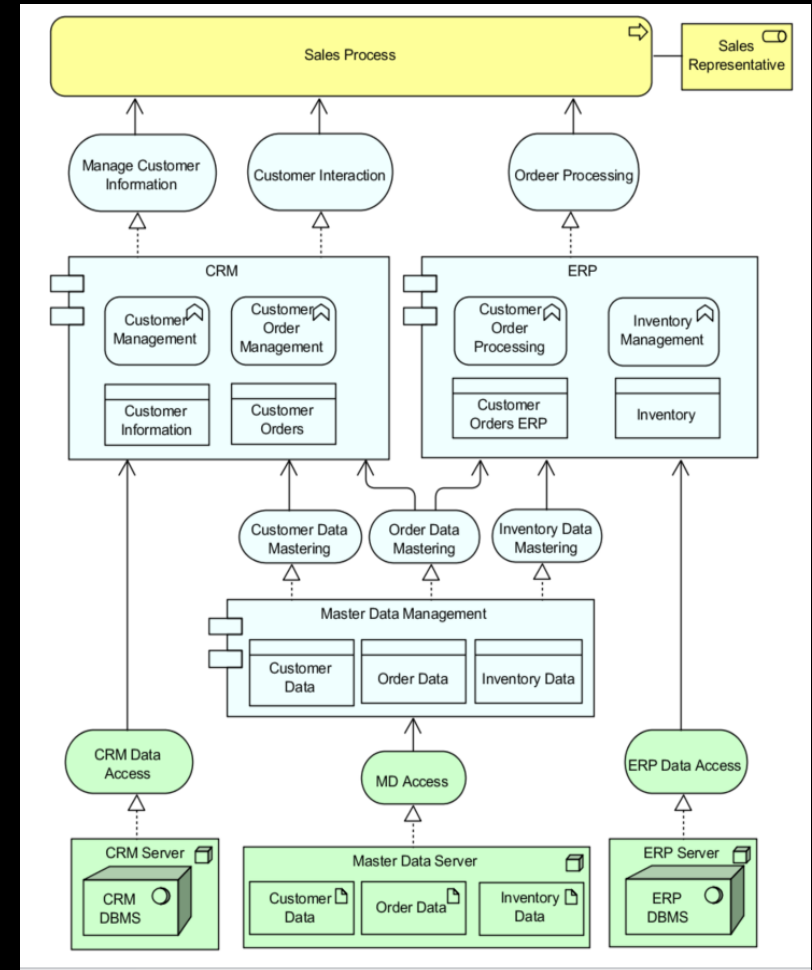 Sales Process
Sales
Representative
Manage Customer
Information
Customer Interaction
Ordeer Processing
CRM
ERP
Customer
Management
Customer
Order
Management
Customer
Order
Processing
Inventory
Management
Customer
Information
Customer
Orders
Customer
Orders ERP
Inventory
Customer Data
Mastering
Order Data
Mastering
Inventory Data
Mastering
Master Data Management
Customer
Data
Order Data
Inventory Data
CRM Data
Access
MD Access
ERP Data Access
CRM Server
Master Data Server
ERP Server
CRM
DBMS
Customer
Data
Order Data
Inventory
Data
ERP
DBMS